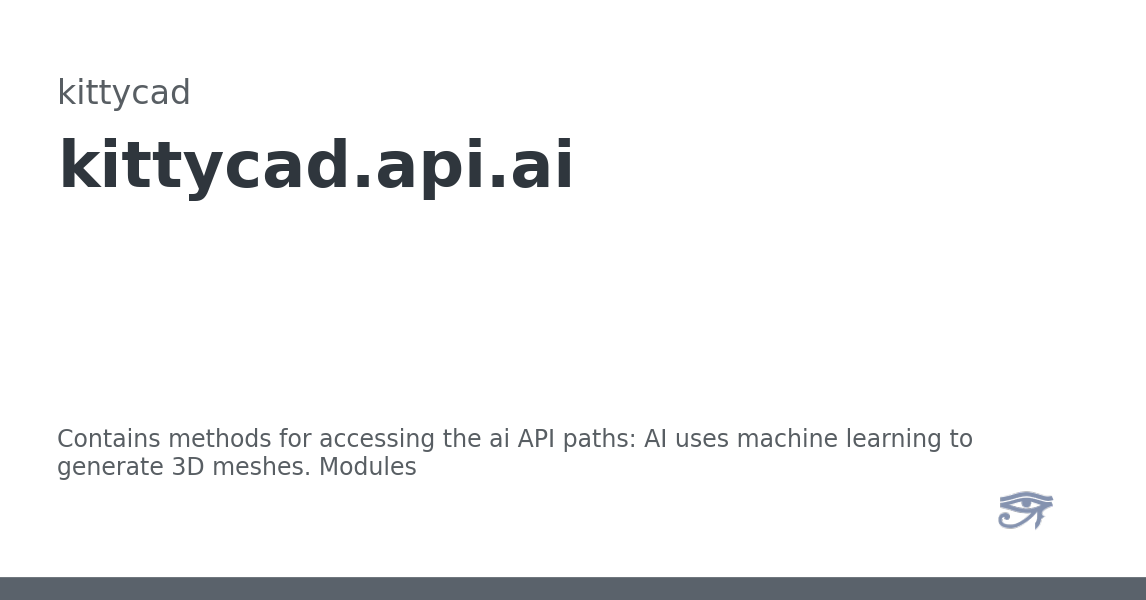 kittycad
kittycad.api.ai
Contains methods for accessing the ai API paths: AI uses machine learning to
generate 3D meshes. Modules